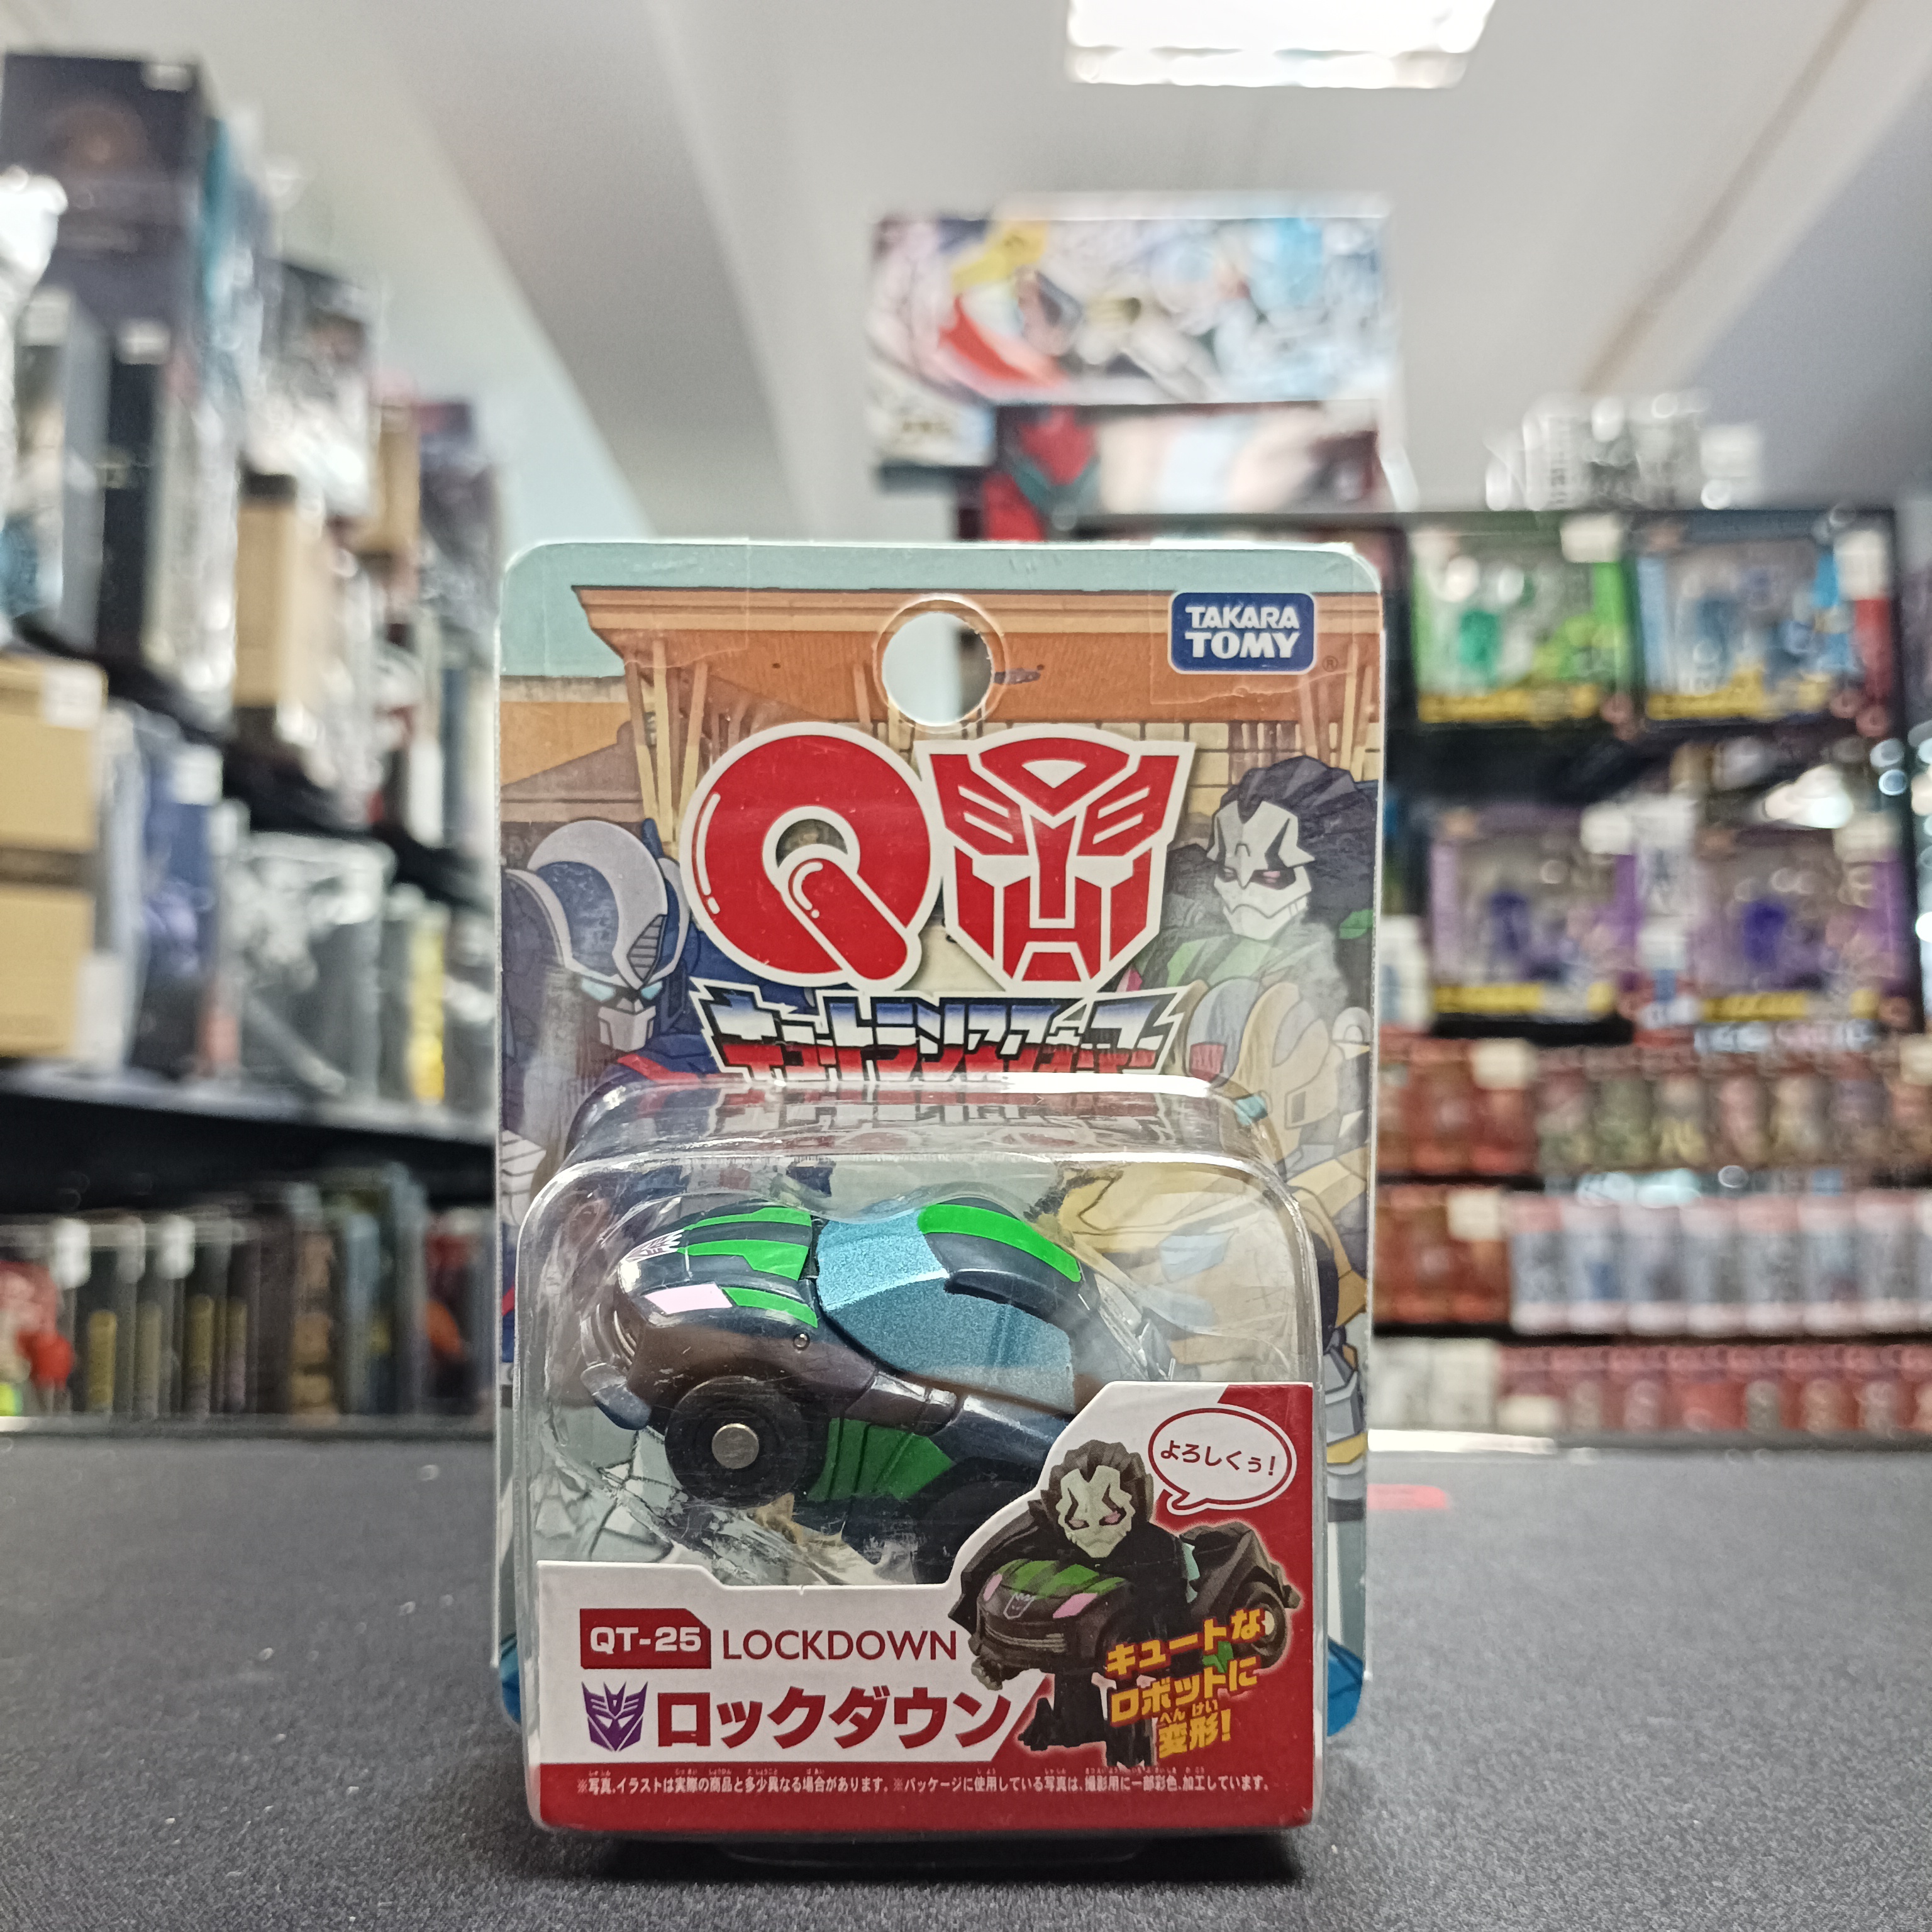 TAKARA
TOMY
®
Q
キュートランスフォーマー
よろしくぅ!
QT-25 LOCKDOWN
ロックダウン
キュートな
ロボットに
へんけい
変形!
※写真、イラストは実際の商品と多少異なる場合があります。※パッケージに使用している写真は、撮影用に一部彩色、加工しています。